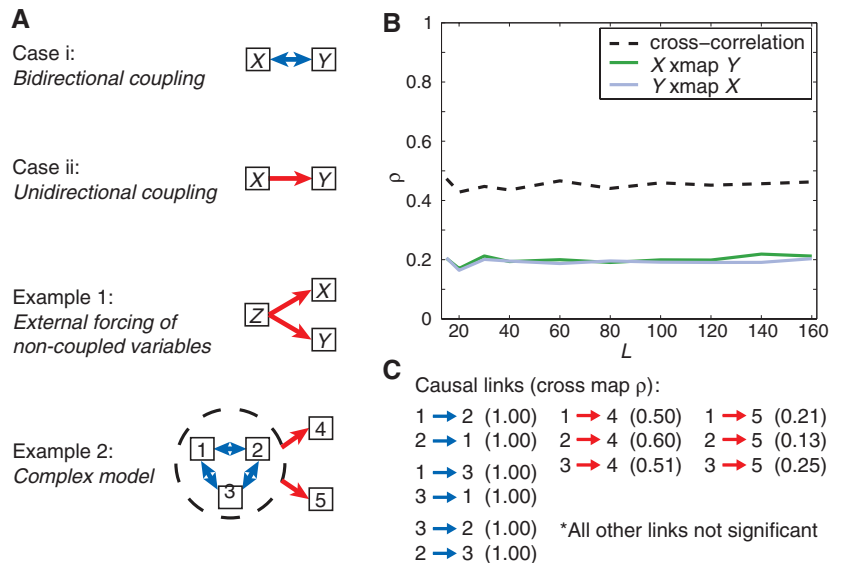 A
Case i:
Bidirectional coupling
X Y
Case ii:
Unidirectional coupling
X Y
Example 1:
External forcing of
non-coupled variables
Z X Y
Example 2:
Complex model
1 2 3 4 5
B
1
0.8
0.6
0.4
0.2
0
ρ
cross−correlation
X xmap Y
Y xmap X
20 40 60 80 100 120 140 160
L
C
Causal links (cross map ρ):
1 → 2 (1.00) 1 → 4 (0.50) 1 → 5 (0.21)
2 → 1 (1.00) 2 → 4 (0.60) 2 → 5 (0.13)
1 → 3 (1.00) 3 → 4 (0.51) 3 → 5 (0.25)
3 → 1 (1.00)
3 → 2 (1.00) *All other links not significant
2 → 3 (1.00)